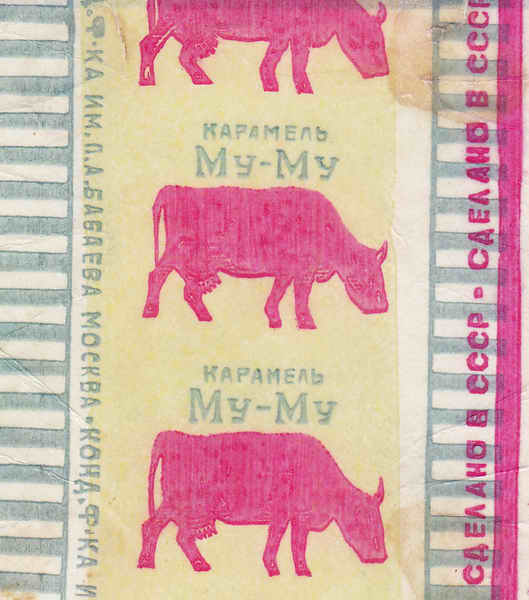 Ф-КА ИМ.П.А.БАБАЕВА МОСКВА.КОНД.Ф-КА И
КАРАМЕЛЬ
Му-Му
КАРАМЕЛЬ
Му-Му
СДЕЛАНО В СССР - СДЕЛАНО В СССР